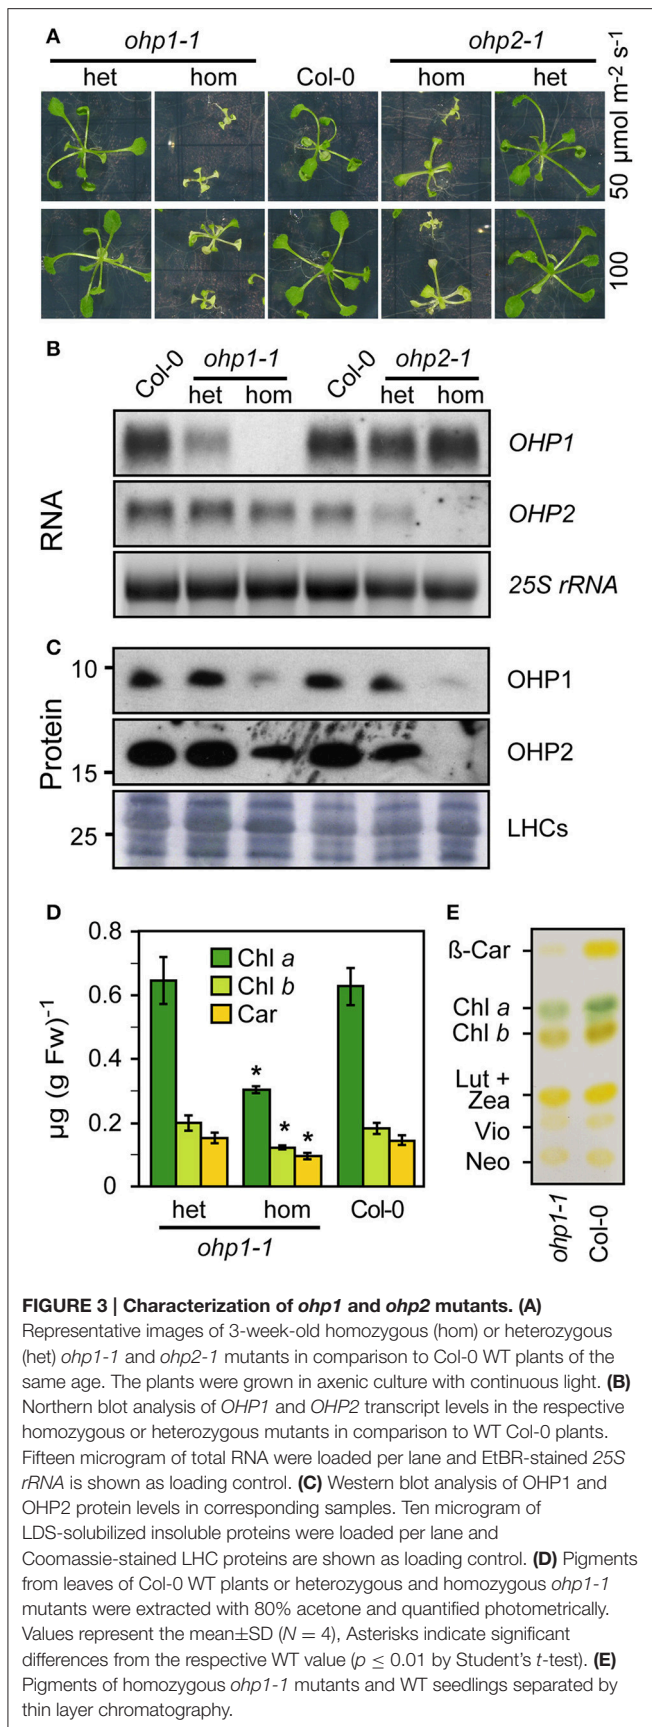 A
ohp1-1
ohp2-1
het
hom
Col-0
hom
het
50 µmol m-2 s-1
100
B
Col-0
ohp1-1
het
hom
Col-0
ohp2-1
het
hom
RNA
OHP1
OHP2
25S rRNA
C
Protein
10
OHP1
15
OHP2
25
LHCs
D
µg (g Fw)-1
0.8
0.6
0.4
0.2
0
Chl a
Chl b
Car
*
*
*
het
hom
Col-0
ohp1-1
E
ß-Car
Chl a
Chl b
Lut +
Zea
Vio
Neo
ohp1-1
Col-0
FIGURE 3 | Characterization of ohp1 and ohp2 mutants. (A)
Representative images of 3-week-old homozygous (hom) or heterozygous
(het) ohp1-1 and ohp2-1 mutants in comparison to Col-0 WT plants of the
same age. The plants were grown in axenic culture with continuous light. (B)
Northern blot analysis of OHP1 and OHP2 transcript levels in the respective
homozygous or heterozygous mutants in comparison to WT Col-0 plants.
Fifteen microgram of total RNA were loaded per lane and EtBR-stained 25S
rRNA is shown as loading control. (C) Western blot analysis of OHP1 and
OHP2 protein levels in corresponding samples. Ten microgram of
LDS-solubilized insoluble proteins were loaded per lane and
Coomassie-stained LHC proteins are shown as loading control. (D) Pigments
from leaves of Col-0 WT plants or heterozygous and homozygous ohp1-1
mutants were extracted with 80% acetone and quantified photometrically.
Values represent the mean±SD (N = 4), Asterisks indicate significant
differences from the respective WT value (p ≤ 0.01 by Student's t-test). (E)
Pigments of homozygous ohp1-1 mutants and WT seedlings separated by
thin layer chromatography.